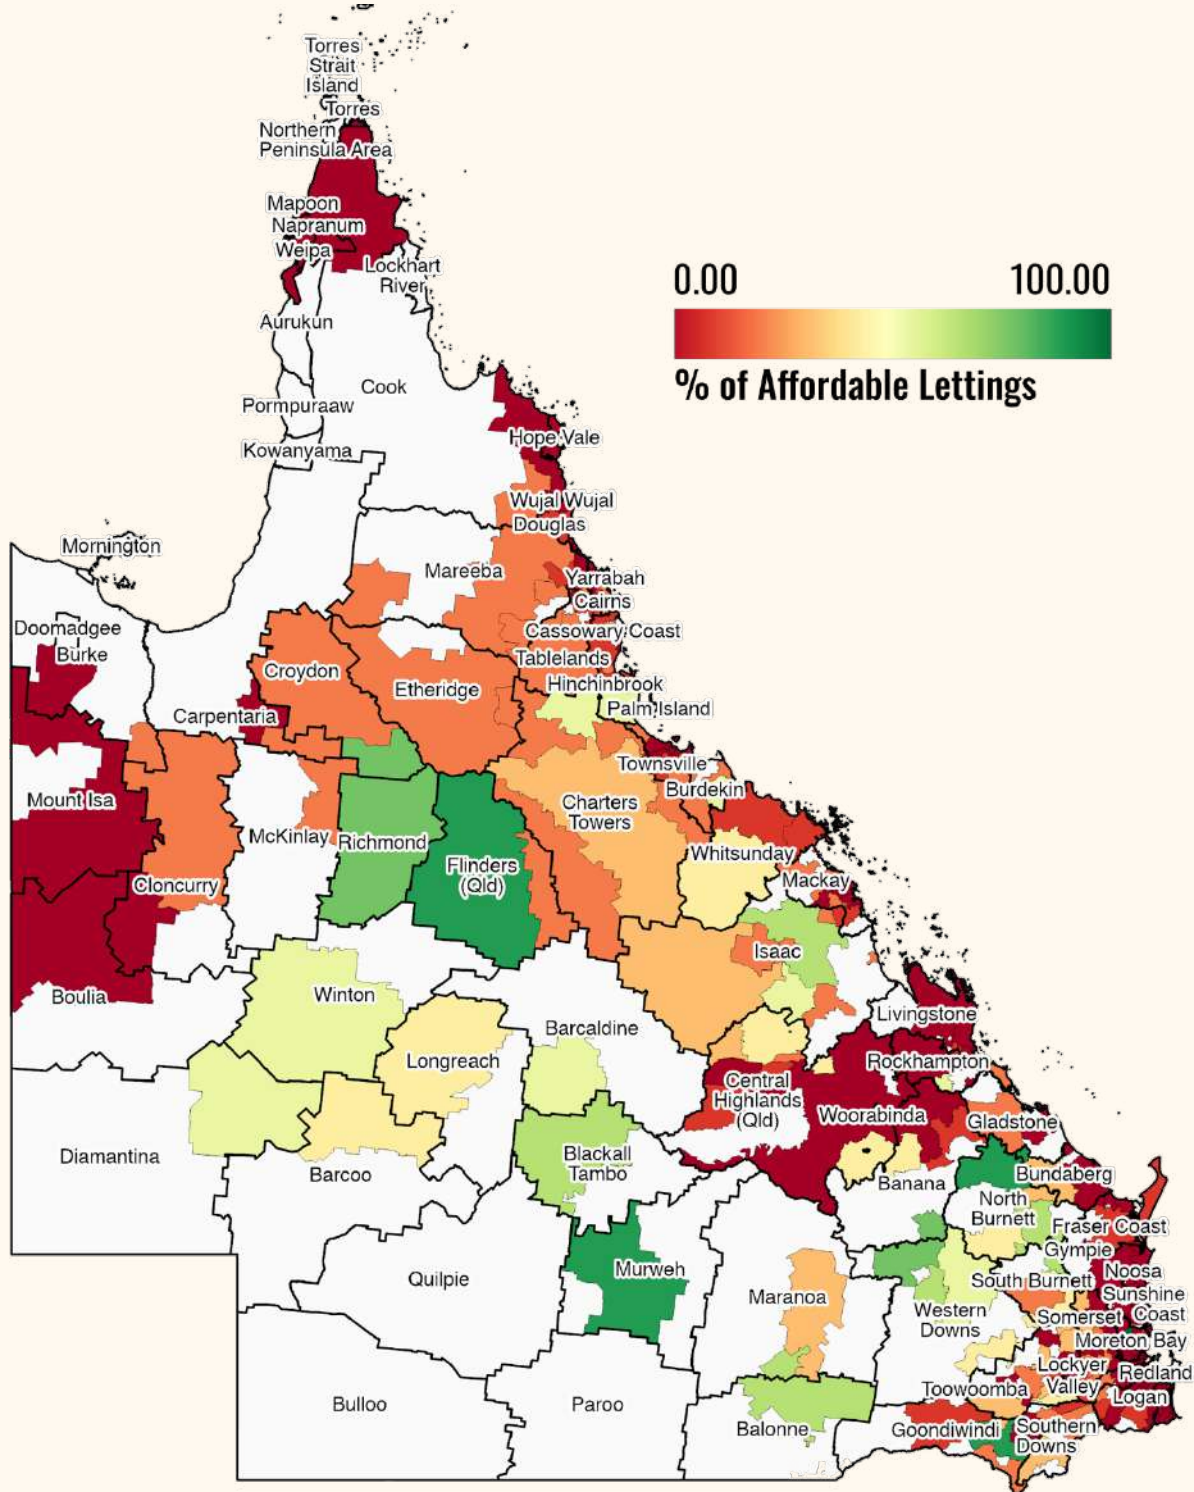 Torres
Strait
Island
Torres
Northern
Peninsula Area
Mapoon
Napranum
Weipa
Lockhart
River
0.00
100.00
Aurukun
% of Affordable Lettings
Cook
Pormpuraaw
Hope Vale
Kowanyama
Wujal Wujal
Douglas
Mornington
Mareeba
Yarrabah
Cairns
Doomadgee
Cassowary Coast
Burke
Tablelands
Croydon
Hinchinbrook
Etheridge
Palm Island
Carpentaria
Townsville
Burdekin
Mount Isa
Charters
Towers
McKinlay
Richmond
Whitsunday
Flinders
(Qld)
Mackay
Cloncurry
Isaac
Boulia
Winton
Livingstone
Barcaldine
Longreach
Rockhampton
Central
Highlands
(Qld)
Woorabinda
Gladstone
Diamantina
Blackall
Tambo
Barcoo
Banana
Bundaberg
North
Burnett
Fraser Coast
Gympie
Quilpie
Murweh
South Burnett
Noosa
Maranoa
Sunshine
Coast
Western
Downs
Somerset
Moreton Bay
Lockyer
Valley
Redland
Toowoomba
Logan
Bulloo
Paroo
Balonne
Goondiwindi
Southern
Downs